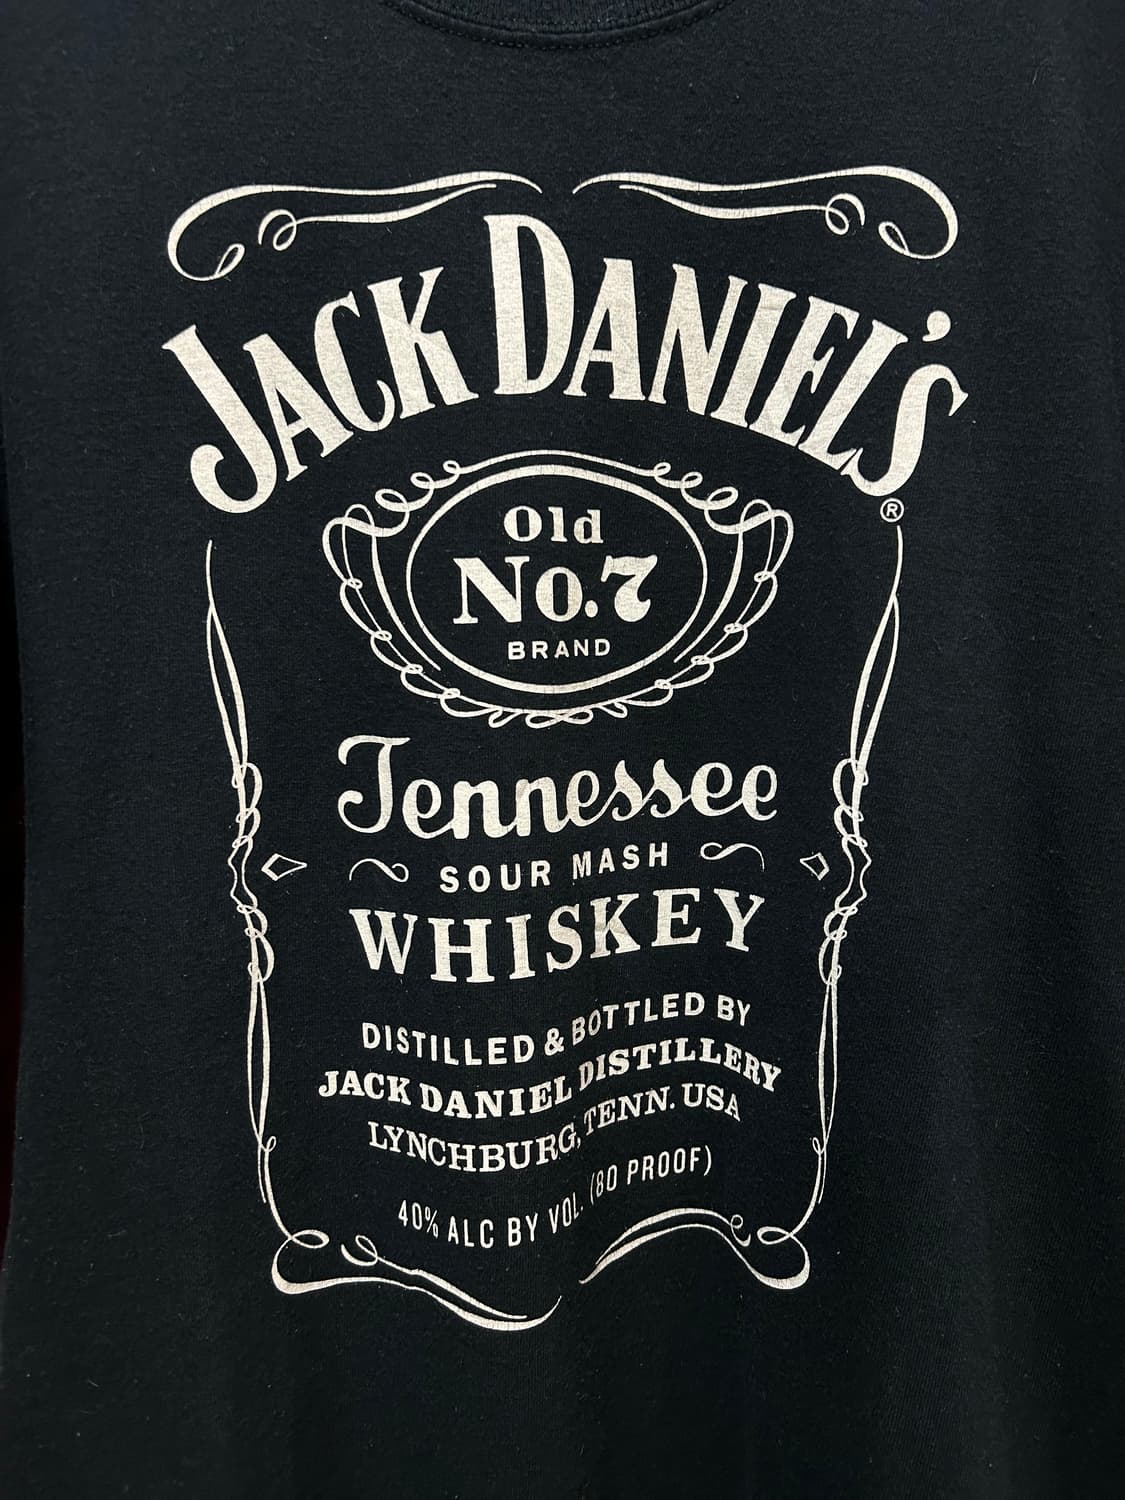 JACK DANIEL'S
®
Old
No.7
BRAND
Tennessee
SOUR MASH
WHISKEY
DISTILLED & BOTTLED BY
JACK DANIEL DISTILLERY
LYNCHBURG, TENN. USA
40% ALC BY VOL. (80 PROOF)